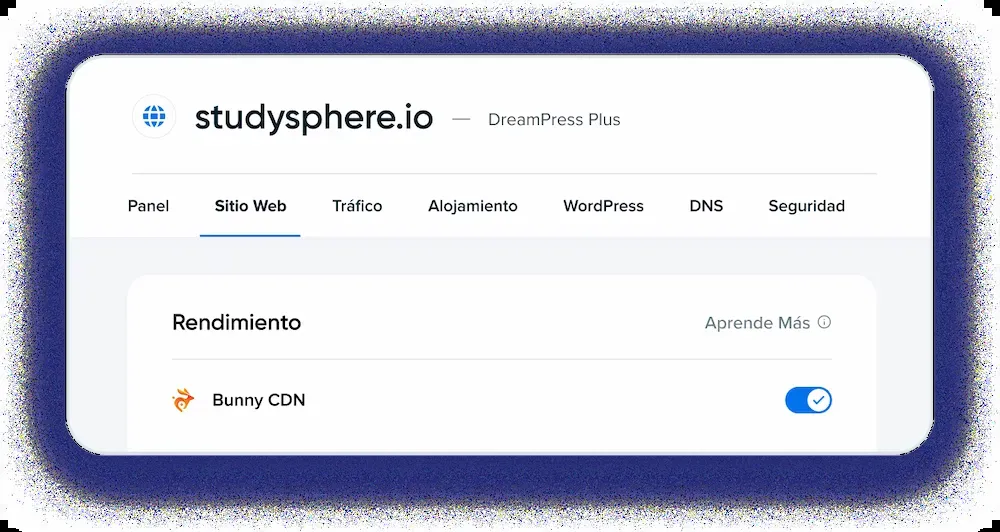 studysphere.io — DreamPress Plus
Panel Sitio Web Tráfico Alojamiento WordPress DNS Seguridad
Rendimiento Aprende Más
Bunny CDN